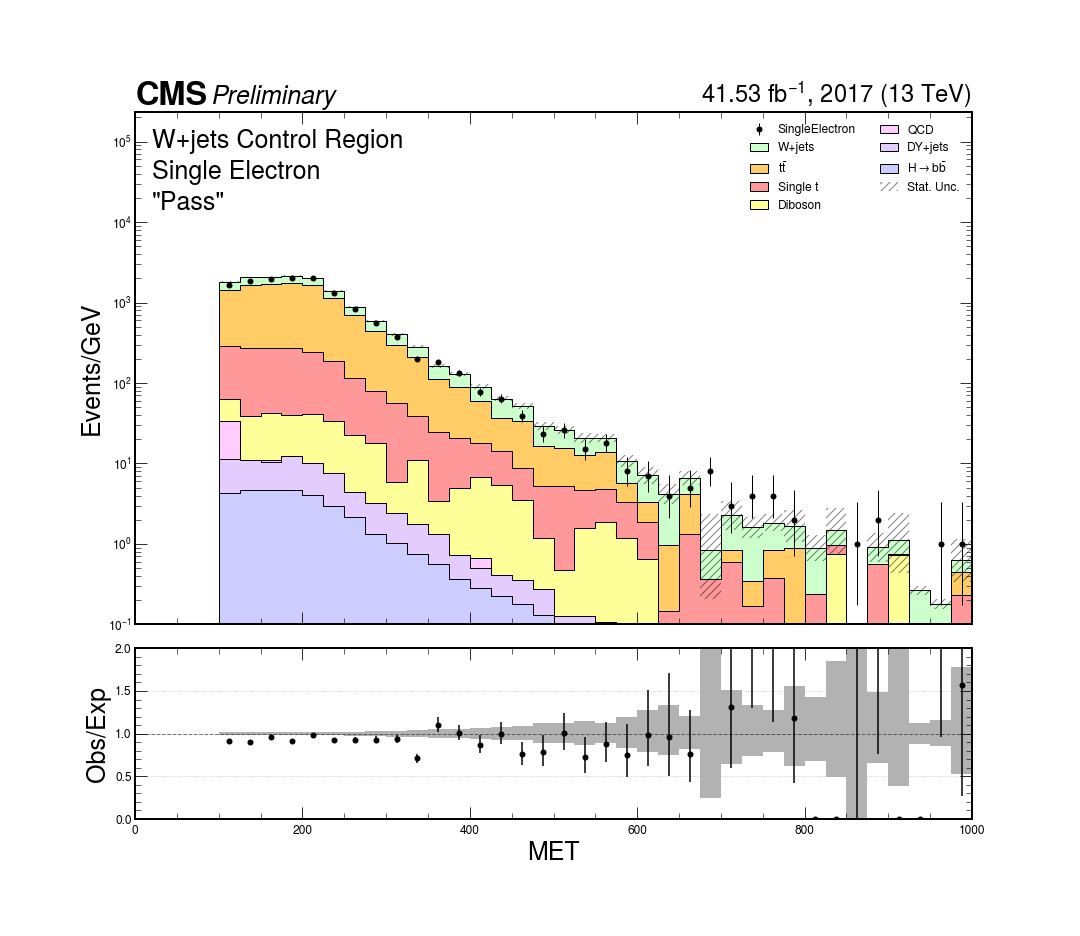 CMS Preliminary
41.53 fb⁻¹, 2017 (13 TeV)
W+jets Control Region
Single Electron
"Pass"
SingleElectron
W+jets
tt̄
Single t
Diboson
QCD
DY+jets
H→bb̄
Stat. Unc.
Events/GeV
10⁵
10⁴
10³
10²
10¹
10⁰
10⁻¹
Obs/Exp
2.0
1.5
1.0
0.5
0.0
0 200 400 600 800 1000
MET